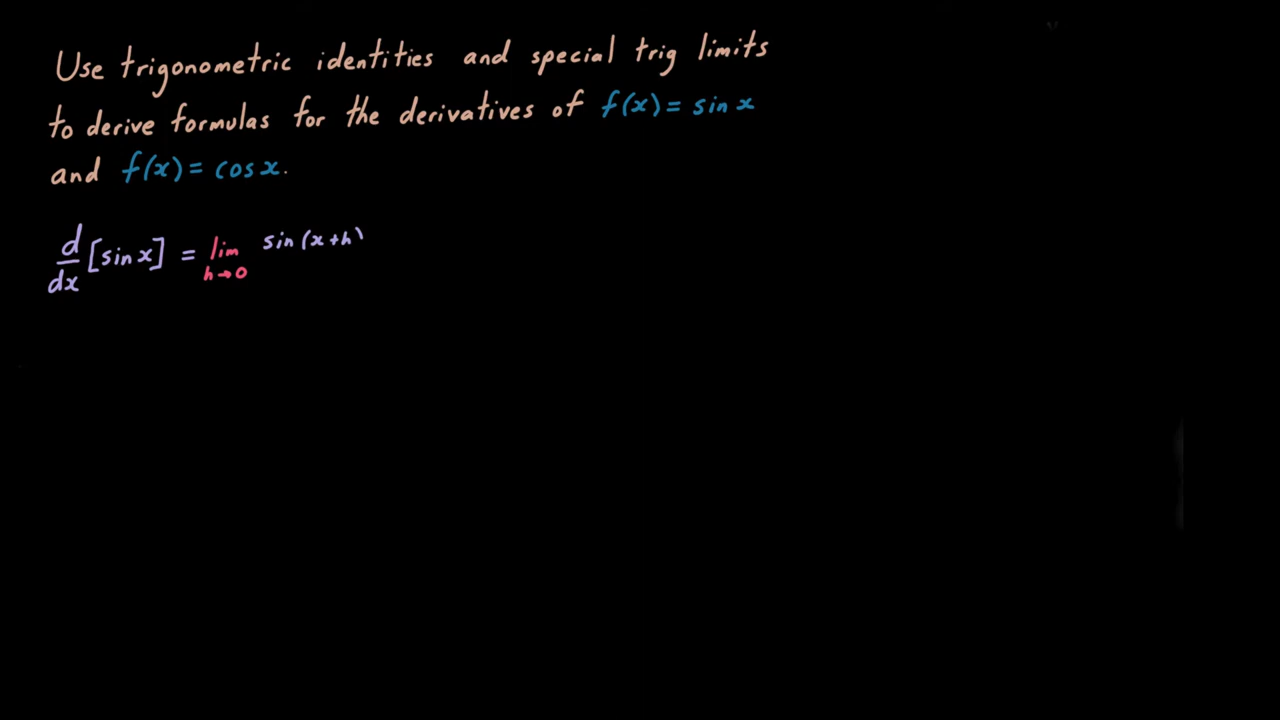 Use trigonometric identities and special trig limits
to derive formulas for the derivatives of f(x) = sin x
and f(x) = cos x.
d/dx [sin x] = lim h→0 sin (x+h)